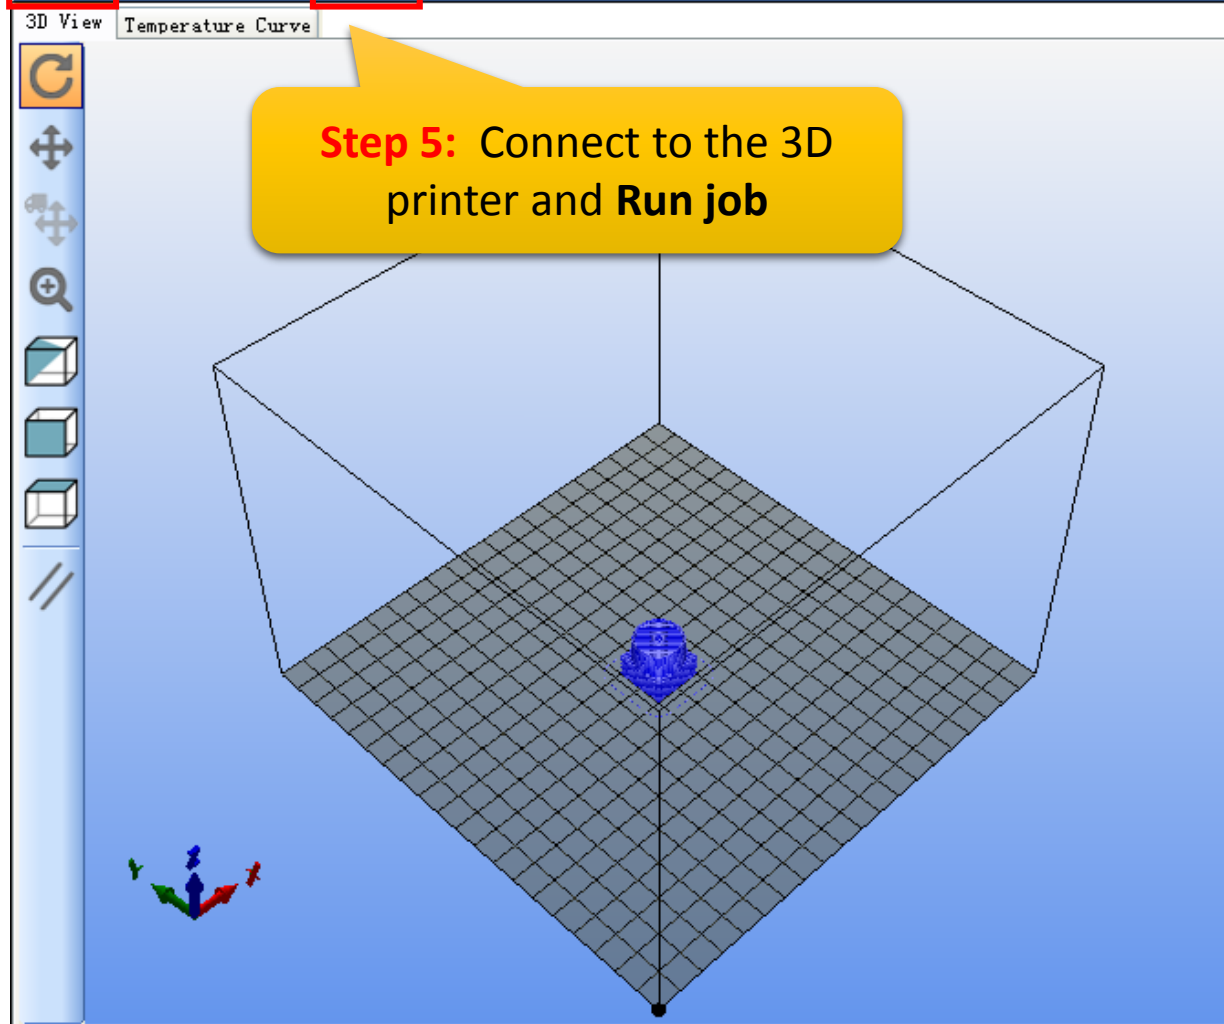 3D View Temperature Curve
Step 5: Connect to the 3D
printer and Run job
Y Z X